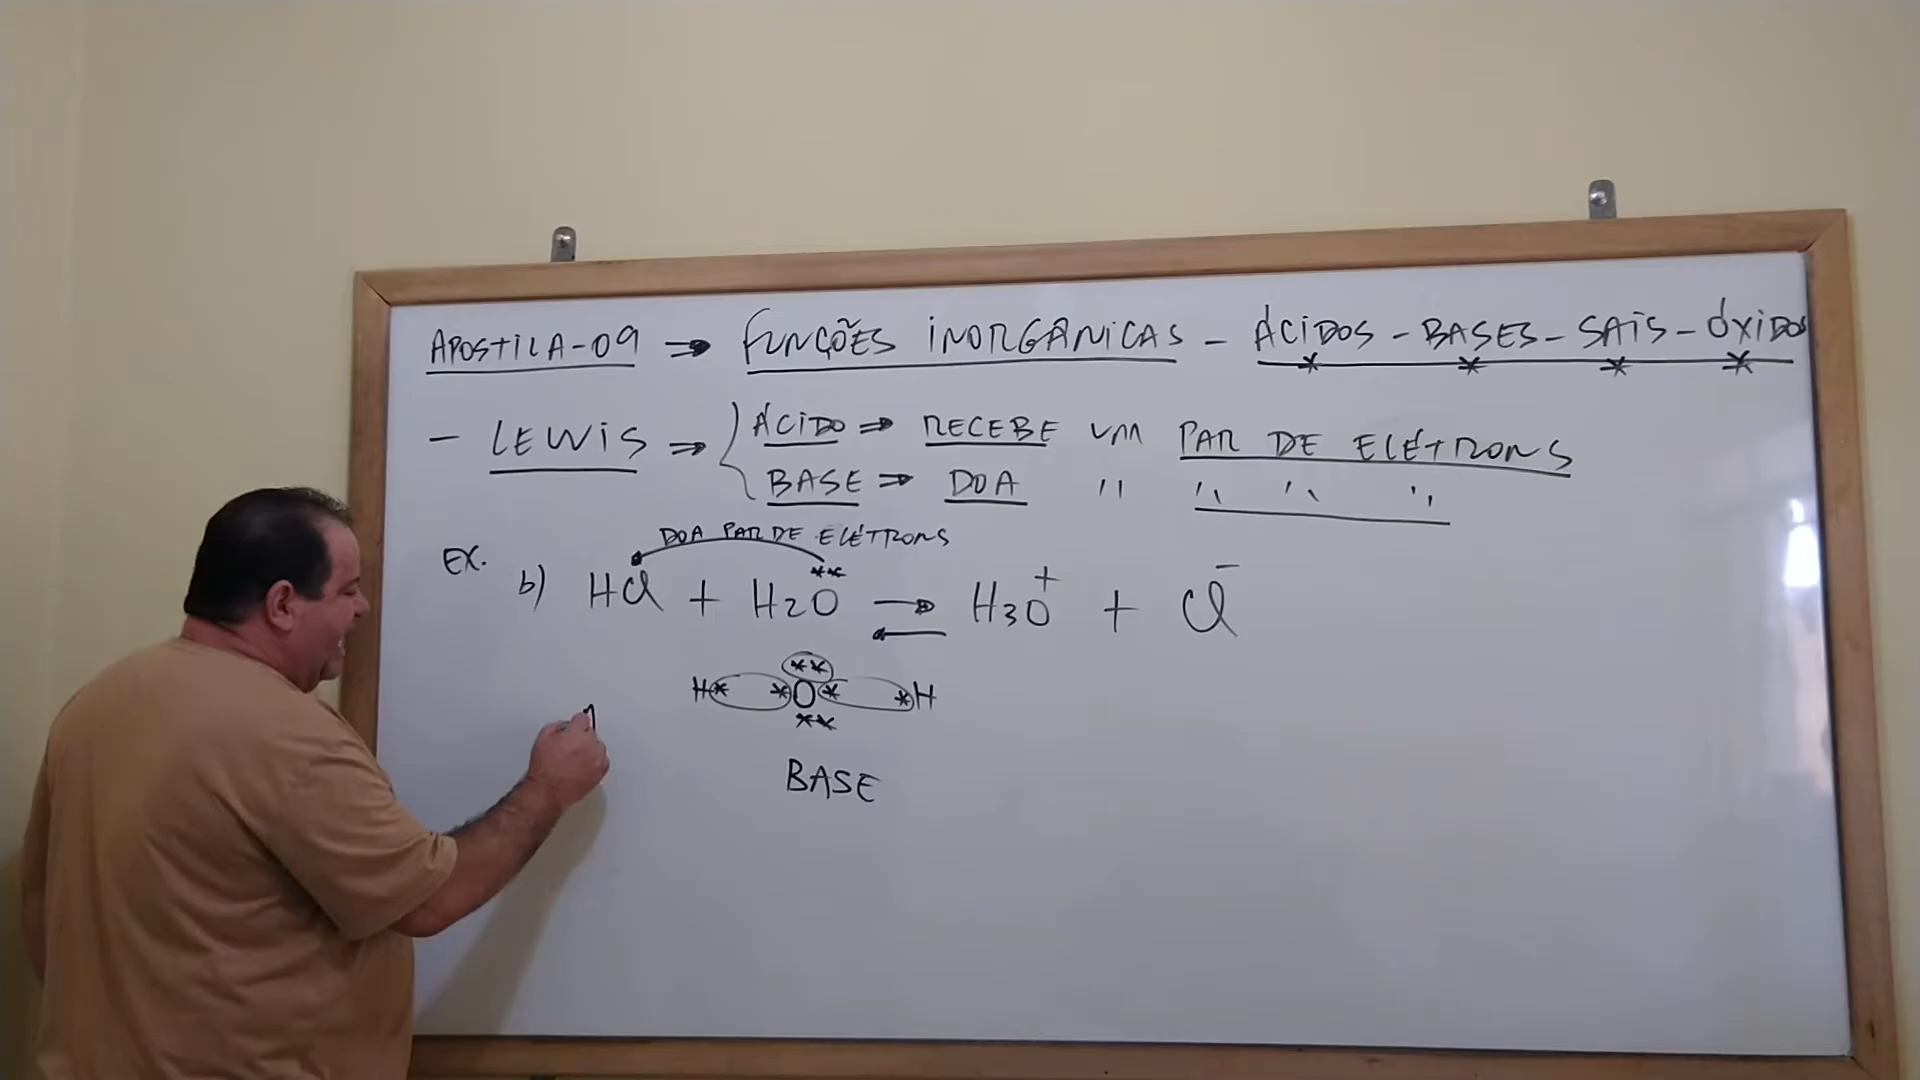 APOSTILA-09 ⇒ FUNÇÕES INORGÂNICAS - ÁCIDOS - BASES - SAIS - ÓXIDOS
- LEWIS ⇒ { ÁCIDO ⇒ RECEBE UM PAR DE ELÉTRONS
BASE ⇒ DOA " " " "
DOA PAR DE ELÉTRONS
EX. b) HCl + H2O ⇌ H3O+ + Cl-
H** O **H
BASE